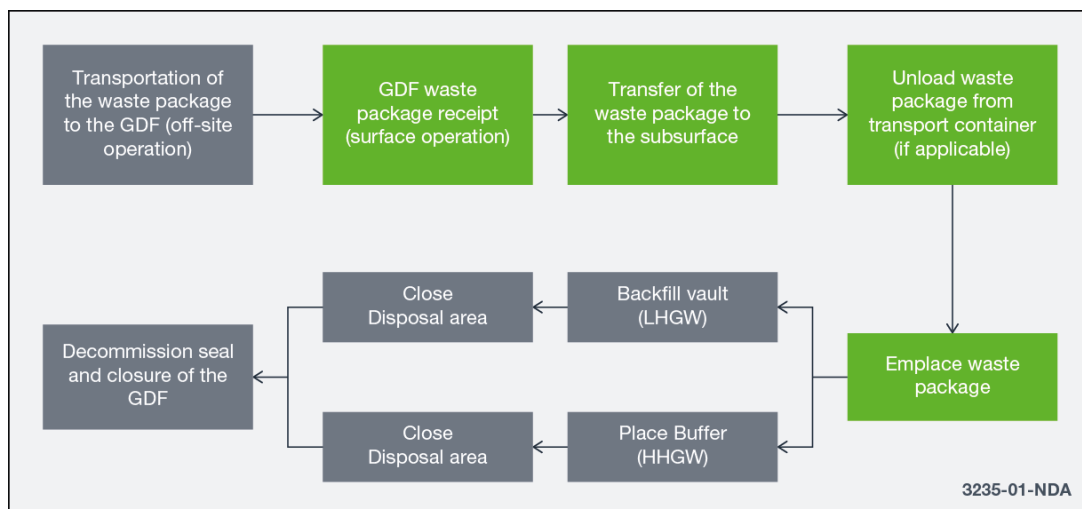 Transportation of
the waste package
to the GDF (off-site
operation)
GDF waste
package receipt
(surface operation)
Transfer of the
waste package to
the subsurface
Unload waste
package from
transport container
(if applicable)
Emplace waste
package
Backfill vault
(LHGW)
Close
Disposal area
Place Buffer
(HHGW)
Close
Disposal area
Decommission seal
and closure of the
GDF
3235-01-NDA